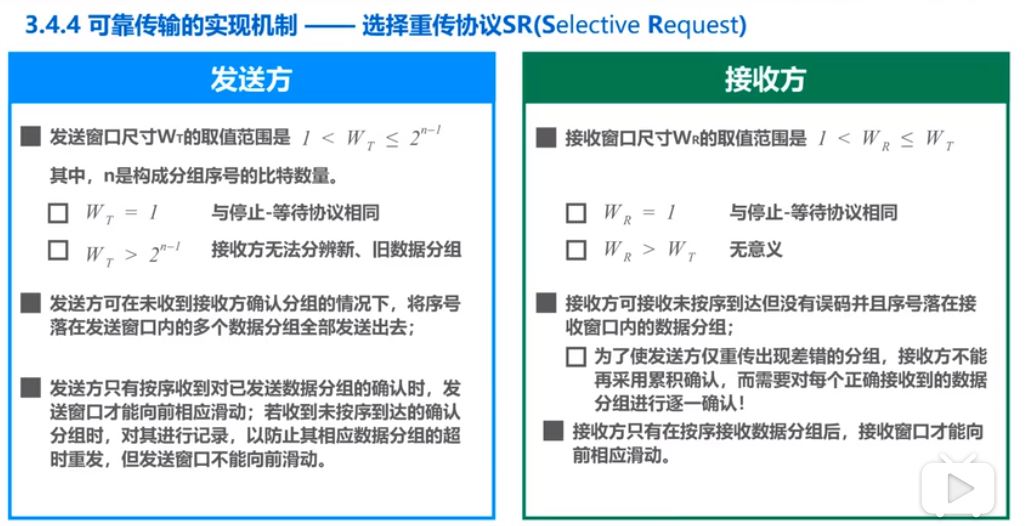 3.4.4 可靠传输的实现机制 —— 选择重传协议SR(Selective Request)
发送方
发送窗口尺寸WT的取值范围是 1 < W_T ≤ 2^{n-1}
其中，n是构成分组序号的比特数量。
W_T = 1 与停止-等待协议相同
W_T > 2^{n-1} 接收方无法分辨新、旧数据分组
发送方可在未收到接收方确认分组的情况下，将序号
落在发送窗口内的多个数据分组全部发送出去；
发送方只有按序收到对已发送数据分组的确认时，发
送窗口才能向前相应滑动；若收到未按序到达的确认
分组时，对其进行记录，以防止其相应数据分组的超
时重发，但发送窗口不能向前滑动。
接收方
接收窗口尺寸WR的取值范围是 1 < W_R ≤ W_T
W_R = 1 与停止-等待协议相同
W_R > W_T 无意义
接收方可接收未按序到达但没有误码并且序号落在接
收窗口内的数据分组；
为了使发送方仅重传出现差错的分组，接收方不能
再采用累积确认，而需要对每个正确接收到的数据
分组进行逐一确认！
接收方只有在按序接收数据分组后，接收窗口才能向
前相应滑动。